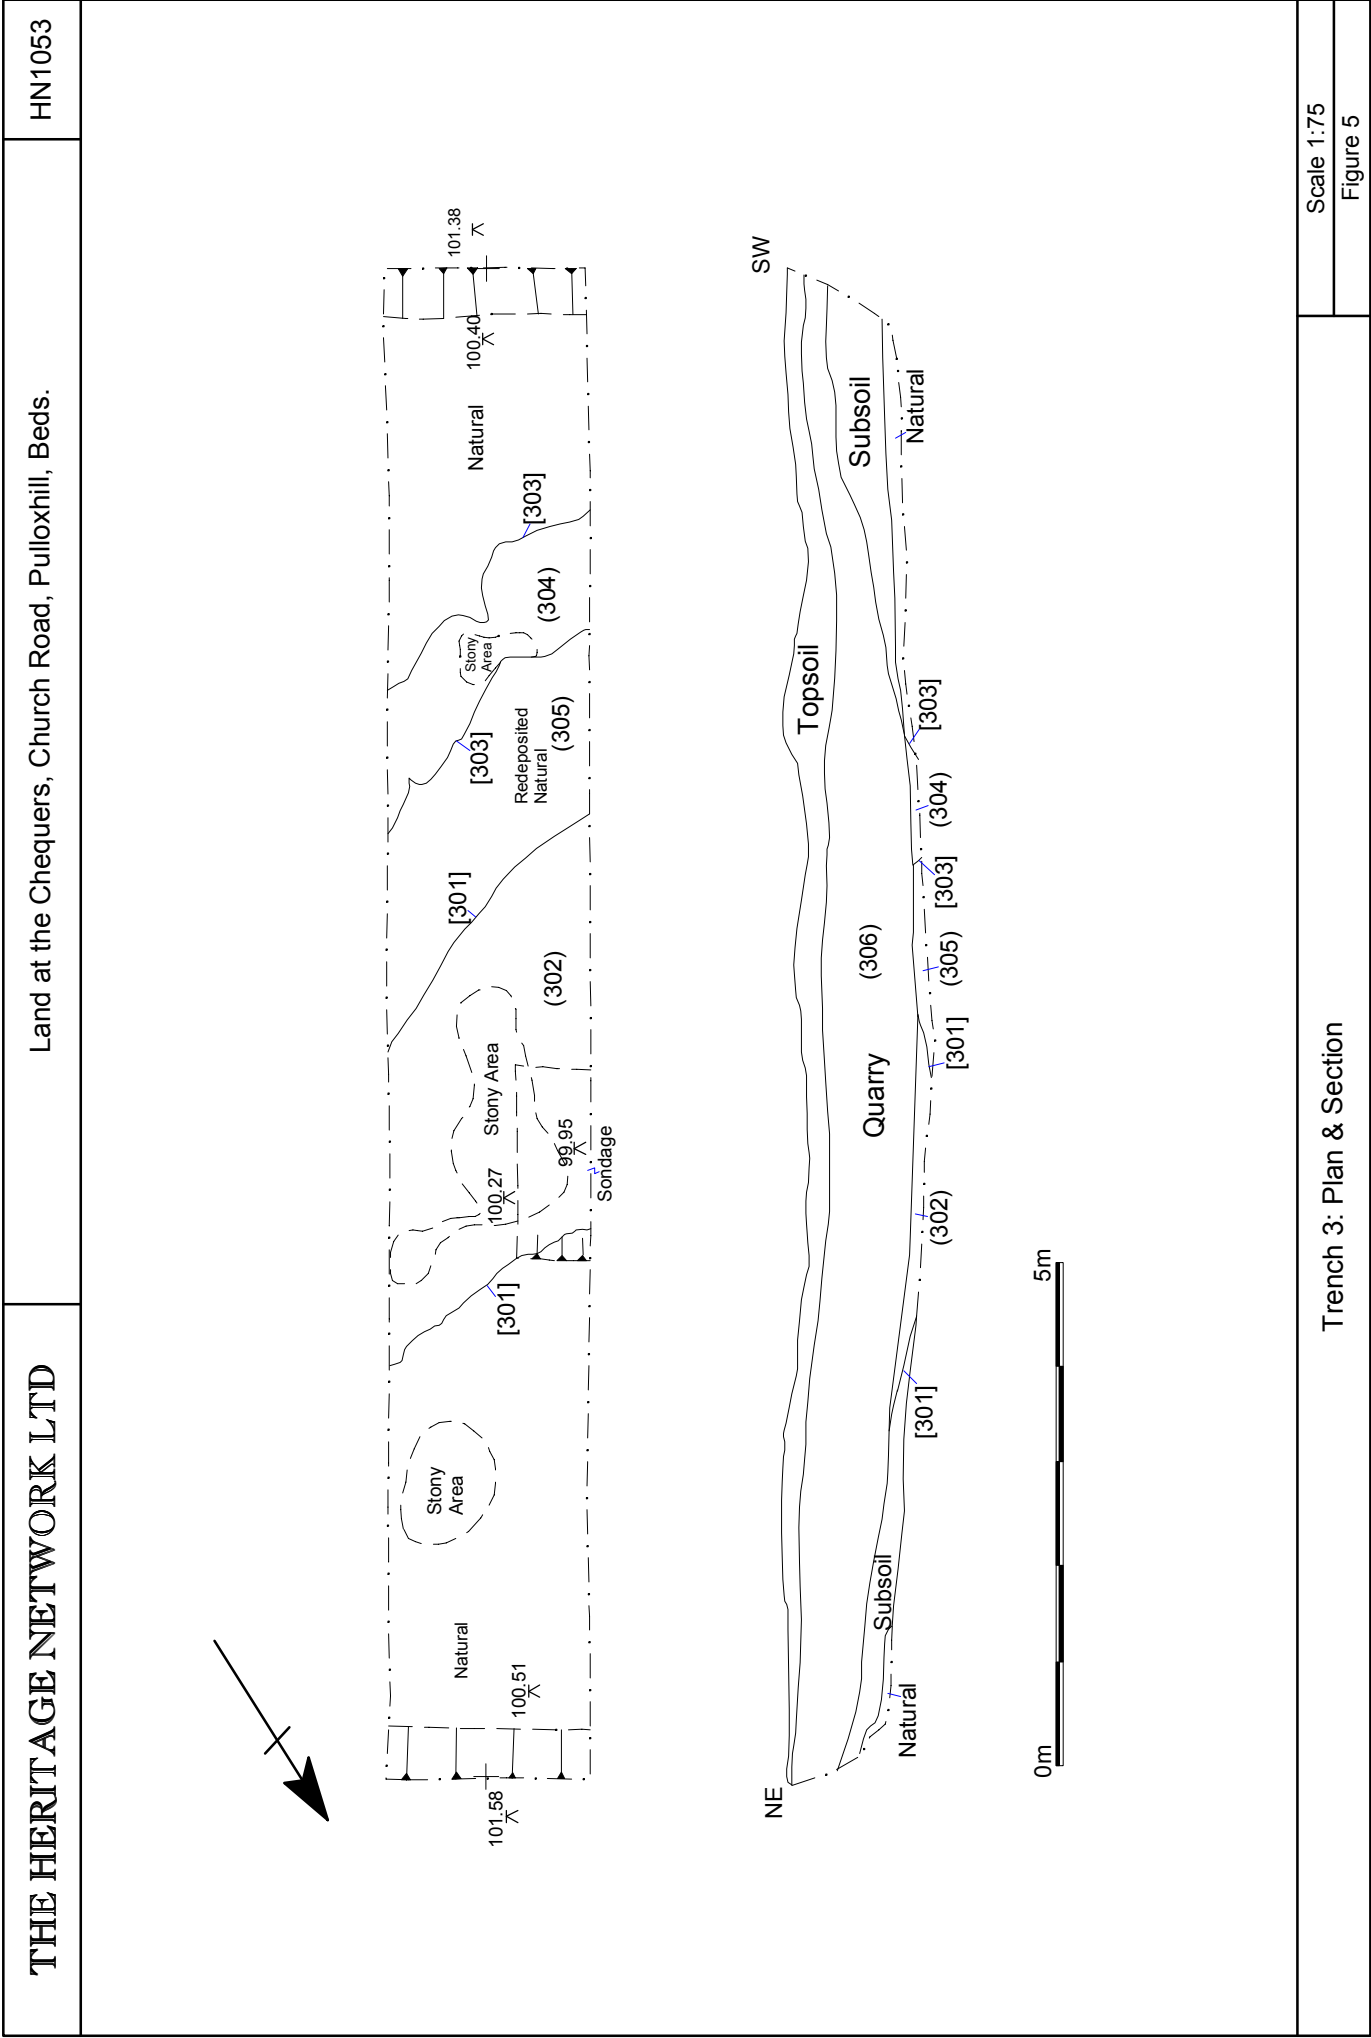 THE HERITAGE NETWORK LTD
Land at the Chequers, Church Road, Pulloxhill, Beds.
HN1053
101.58
100.51
Natural
Stony
Area
[301]
100.27
Stony Area
99.95
Sondage
(302)
[301]
[303]
Redeposited
Natural
(305)
Stony
Area
(304)
[303]
Natural
100.40
101.38
NE
SW
Topsoil
Natural
Subsoil
Quarry
(306)
Subsoil
Natural
[301]
(302)
[301]
(305)
[303]
(304)
[303]
0m
5m
Trench 3: Plan & Section
Scale 1:75
Figure 5